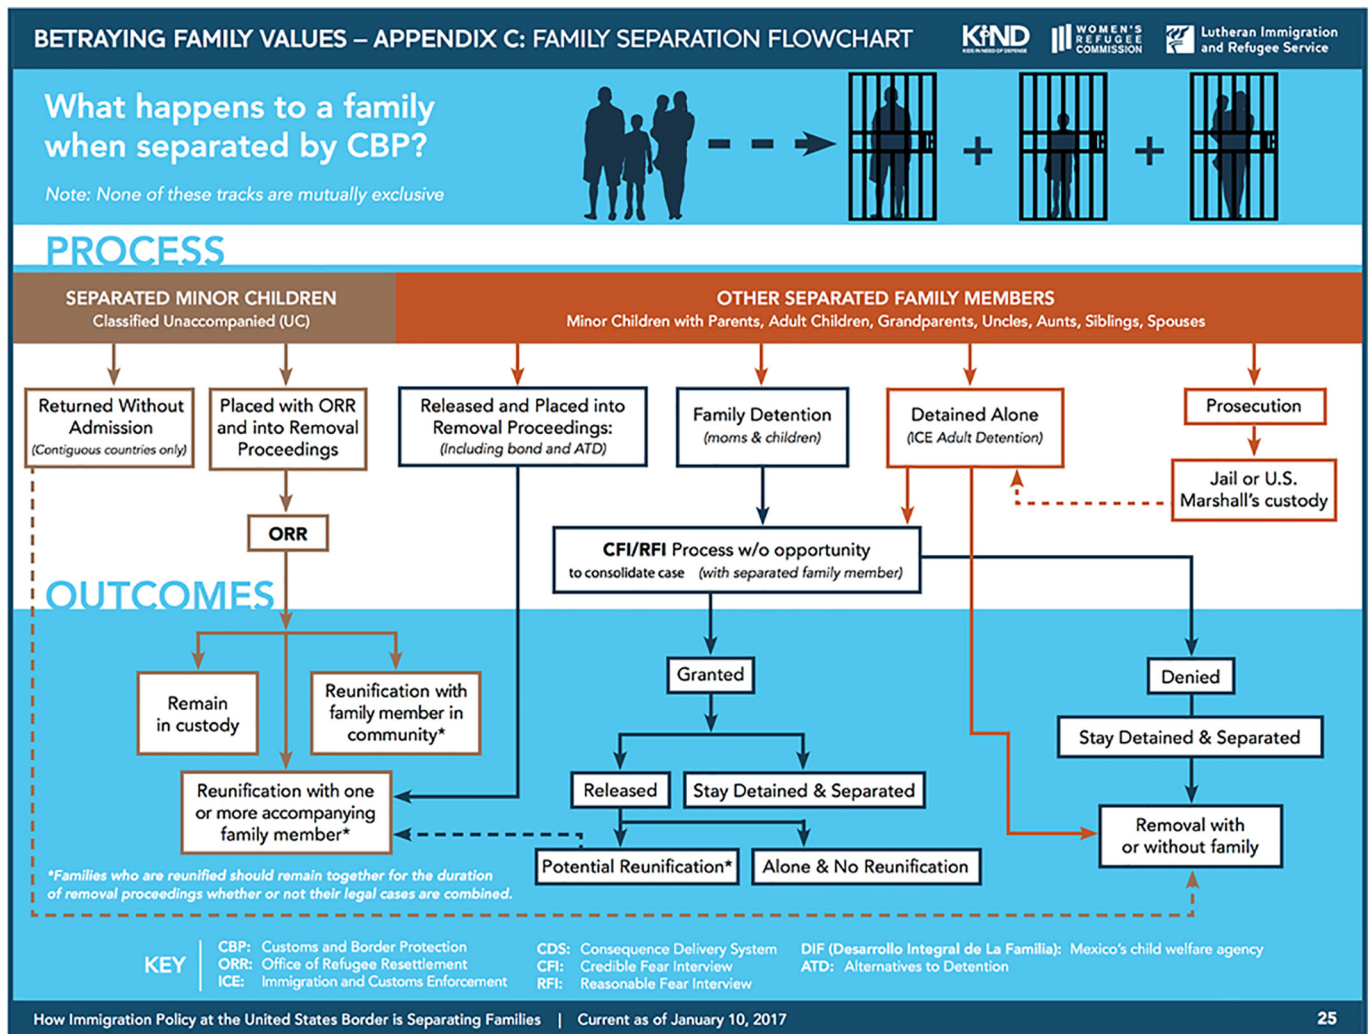 BETRAYING FAMILY VALUES – APPENDIX C: FAMILY SEPARATION FLOWCHART
KIND
KIDS IN NEED OF DEFENSE
WOMEN'S
REFUGEE
COMMISSION
Lutheran Immigration
and Refugee Service
What happens to a family
when separated by CBP?
Note: None of these tracks are mutually exclusive
PROCESS
SEPARATED MINOR CHILDREN
Classified Unaccompanied (UC)
OTHER SEPARATED FAMILY MEMBERS
Minor Children with Parents, Adult Children, Grandparents, Uncles, Aunts, Siblings, Spouses
Returned Without
Admission
(Contiguous countries only)
Placed with ORR
and into Removal
Proceedings
Released and Placed into
Removal Proceedings:
(Including bond and ATD)
Family Detention
(moms & children)
Detained Alone
(ICE Adult Detention)
Prosecution
Jail or U.S.
Marshall's custody
ORR
CFI/RFI Process w/o opportunity
to consolidate case (with separated family member)
OUTCOMES
Granted
Denied
Remain
in custody
Reunification with
family member in
community*
Stay Detained & Separated
Reunification with one
or more accompanying
family member*
Released
Stay Detained & Separated
Removal with
or without family
Potential Reunification*
Alone & No Reunification
*Families who are reunified should remain together for the duration
of removal proceedings whether or not their legal cases are combined.
KEY
CBP: Customs and Border Protection
ORR: Office of Refugee Resettlement
ICE: Immigration and Customs Enforcement
CDS: Consequence Delivery System
CFI: Credible Fear Interview
RFI: Reasonable Fear Interview
DIF (Desarrollo Integral de La Familia): Mexico's child welfare agency
ATD: Alternatives to Detention
How Immigration Policy at the United States Border is Separating Families | Current as of January 10, 2017
25